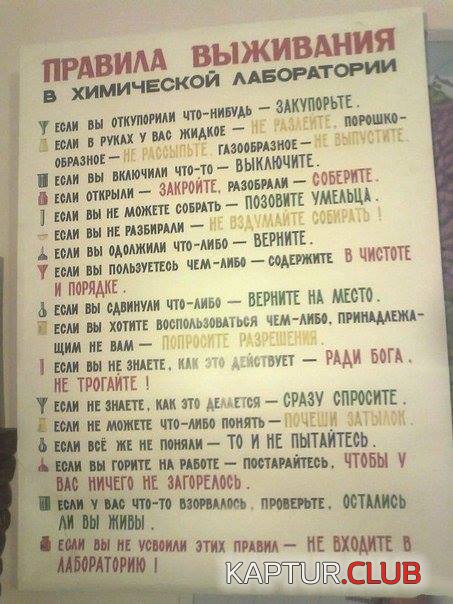 ПРАВИЛА ВЫЖИВАНИЯ
В ХИМИЧЕСКОЙ ЛАБОРАТОРИИ
ЕСЛИ ВЫ ОТКУПОРИЛИ ЧТО-НИБУДЬ — ЗАКУПОРЬТЕ.
ЕСЛИ В РУКАХ У ВАС ЖИДКОЕ — НЕ РАЗЛЕЙТЕ, ПОРОШКО-
ОБРАЗНОЕ — НЕ РАССЫПЬТЕ, ГАЗООБРАЗНОЕ — НЕ ВЫПУСТИТЕ.
ЕСЛИ ВЫ ВКЛЮЧИЛИ ЧТО-ТО — ВЫКЛЮЧИТЕ.
ЕСЛИ ОТКРЫЛИ — ЗАКРОЙТЕ, РАЗОБРАЛИ — СОБЕРИТЕ.
ЕСЛИ ВЫ НЕ МОЖЕТЕ СОБРАТЬ — ПОЗОВИТЕ УМЕЛЬЦА.
ЕСЛИ ВЫ НЕ РАЗБИРАЛИ — НЕ ВЗДУМАЙТЕ СОБИРАТЬ!
ЕСЛИ ВЫ ОДОЛЖИЛИ ЧТО-ЛИБО — ВЕРНИТЕ.
ЕСЛИ ВЫ ПОЛЬЗУЕТЕСЬ ЧЕМ-ЛИБО — СОДЕРЖИТЕ В ЧИСТОТЕ
И ПОРЯДКЕ.
ЕСЛИ ВЫ СДВИНУЛИ ЧТО-ЛИБО — ВЕРНИТЕ НА МЕСТО.
ЕСЛИ ВЫ ХОТИТЕ ВОСПОЛЬЗОВАТЬСЯ ЧЕМ-ЛИБО, ПРИНАДЛЕЖА-
ЩИМ НЕ ВАМ — ПОПРОСИТЕ РАЗРЕШЕНИЯ.
ЕСЛИ ВЫ НЕ ЗНАЕТЕ, КАК ЭТО ДЕЙСТВУЕТ — РАДИ БОГА,
НЕ ТРОГАЙТЕ!
ЕСЛИ НЕ ЗНАЕТЕ, КАК ЭТО ДЕЛАЕТСЯ — СРАЗУ СПРОСИТЕ.
ЕСЛИ НЕ МОЖЕТЕ ЧТО-ЛИБО ПОНЯТЬ — ПОЧЕШИ ЗАТЫЛОК.
ЕСЛИ ВСЁ ЖЕ НЕ ПОНЯЛИ — ТО И НЕ ПЫТАЙТЕСЬ.
ЕСЛИ ВЫ ГОРИТЕ НА РАБОТЕ — ПОСТАРАЙТЕСЬ, ЧТОБЫ У
ВАС НИЧЕГО НЕ ЗАГОРЕЛОСЬ.
ЕСЛИ У ВАС ЧТО-ТО ВЗОРВАЛОСЬ, ПРОВЕРЬТЕ, ОСТАЛИСЬ
ЛИ ВЫ ЖИВЫ.
ЕСЛИ ВЫ НЕ УСВОИЛИ ЭТИХ ПРАВИЛ — НЕ ВХОДИТЕ В
ЛАБОРАТОРИЮ!
KAPTUR.CLUB